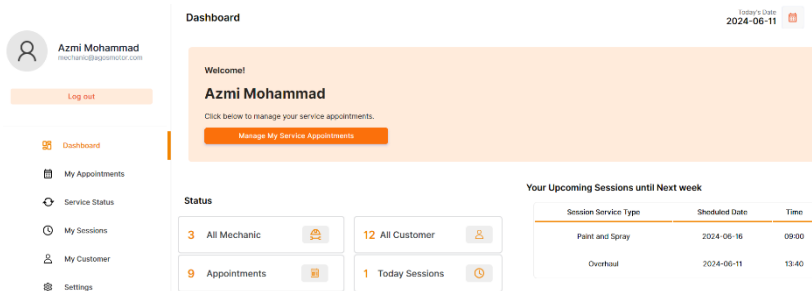 Azmi Mohammad
mechanic@agosmotor.com
Log out
Dashboard
My Appointments
Service Status
My Sessions
My Customer
Settings
Dashboard
Today's Date
2024-06-11
Welcome!
Azmi Mohammad
Click below to manage your service appointments.
Manage My Service Appointments
Status
3 All Mechanic
12 All Customer
9 Appointments
1 Today Sessions
Your Upcoming Sessions until Next week
Session Service Type Sheduled Date Time
Paint and Spray 2024-06-16 09:00
Overhaul 2024-06-11 13:40